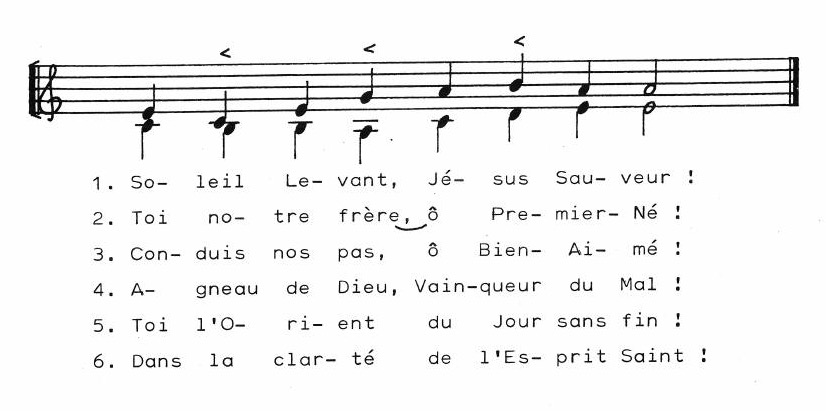 1. So- leil Le- vant, Jé- sus Sau- veur !
2. Toi no- tre frère, ô Pre- mier- Né !
3. Con- duis nos pas, ô Bien- Ai- mé !
4. A- gneau de Dieu, Vain-queur du Mal !
5. Toi l'O- ri- ent du Jour sans fin !
6. Dans la clar- té de l'Es- prit Saint !